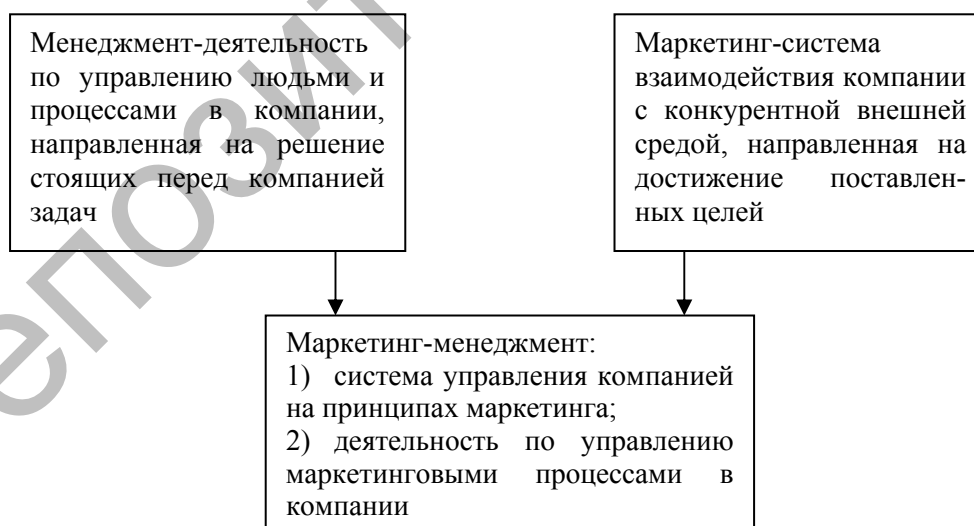 Менеджмент-деятельность
по управлению людьми и
процессами в компании,
направленная на решение
стоящих перед компанией
задач
Маркетинг-система
взаимодействия компании
с конкурентной внешней
средой, направленная на
достижение поставлен-
ных целей
Маркетинг-менеджмент:
1) система управления компанией
на принципах маркетинга;
2) деятельность по управлению
маркетинговыми процессами в
компании
епозит